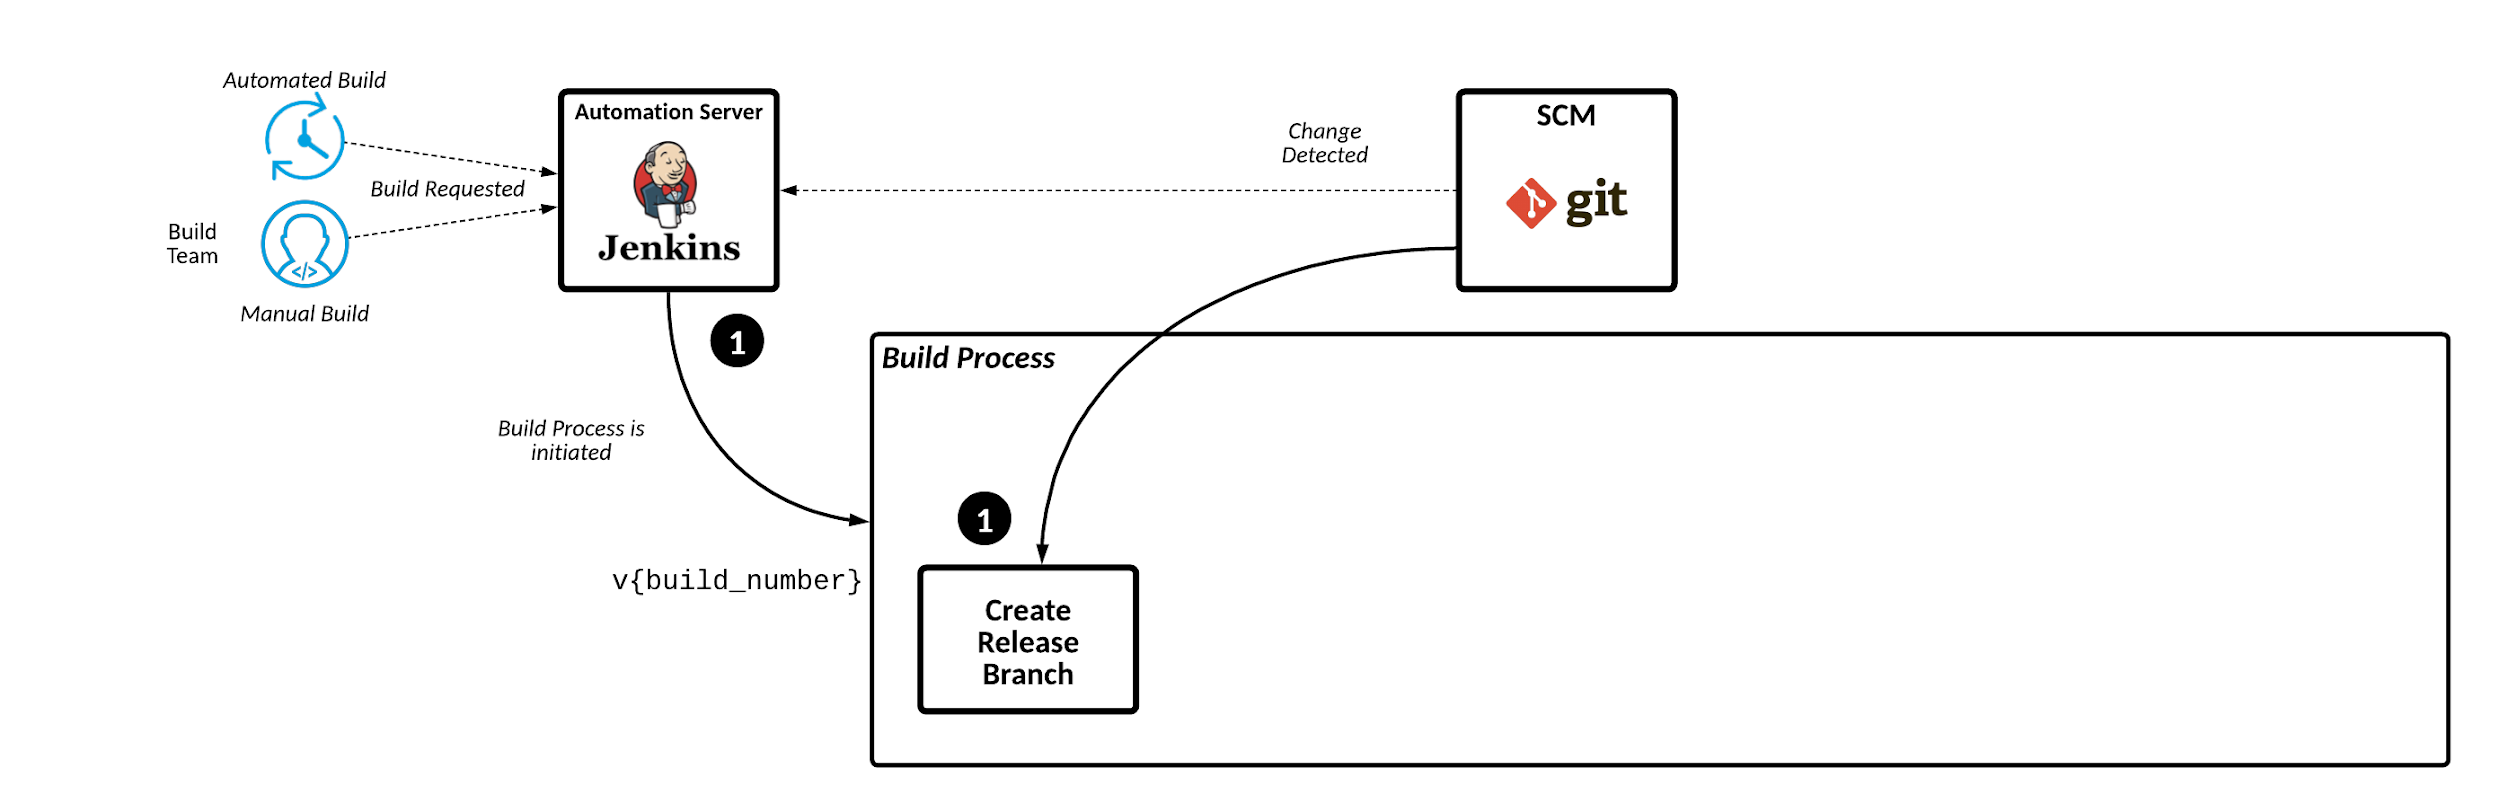 Automated Build
Build Requested
Build
Team
Manual Build
Automation Server
Jenkins
Change
Detected
SCM
git
1
Build Process is
initiated
v{build_number}
Build Process
1
Create
Release
Branch